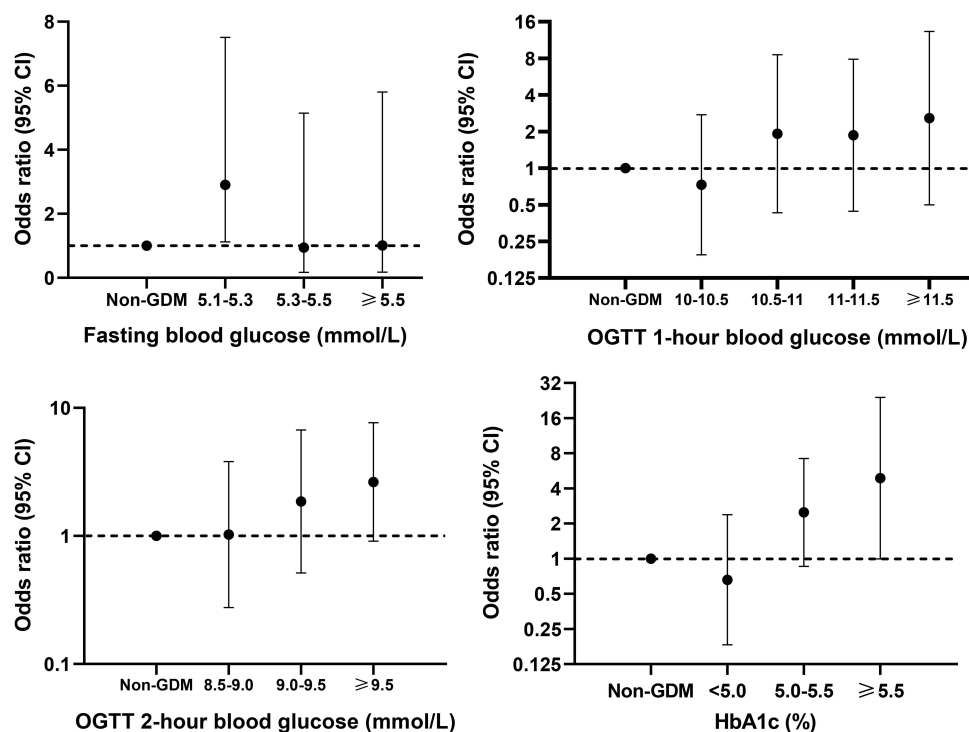 Odds ratio (95% CI)
8
6
4
2
0
Non-GDM 5.1-5.3 5.3-5.5 ≥5.5
Fasting blood glucose (mmol/L)
Odds ratio (95% CI)
16
8
4
2
1
0.5
0.25
0.125
Non-GDM 10-10.5 10.5-11 11-11.5 ≥11.5
OGTT 1-hour blood glucose (mmol/L)
Odds ratio (95% CI)
10
1
0.1
Non-GDM 8.5-9.0 9.0-9.5 ≥9.5
OGTT 2-hour blood glucose (mmol/L)
Odds ratio (95% CI)
32
16
8
4
2
1
0.5
0.25
0.125
Non-GDM <5.0 5.0-5.5 ≥5.5
HbA1c (%)